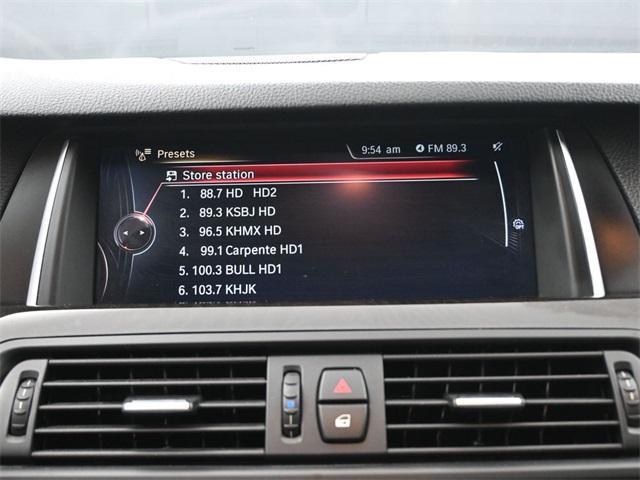 Presets 9:54 am FM 89.3
Store station
1. 88.7 HD HD2
2. 89.3 KSBJ HD
3. 96.5 KHMX HD
4. 99.1 Carpente HD1
5. 100.3 BULL HD1
6. 103.7 KHJK